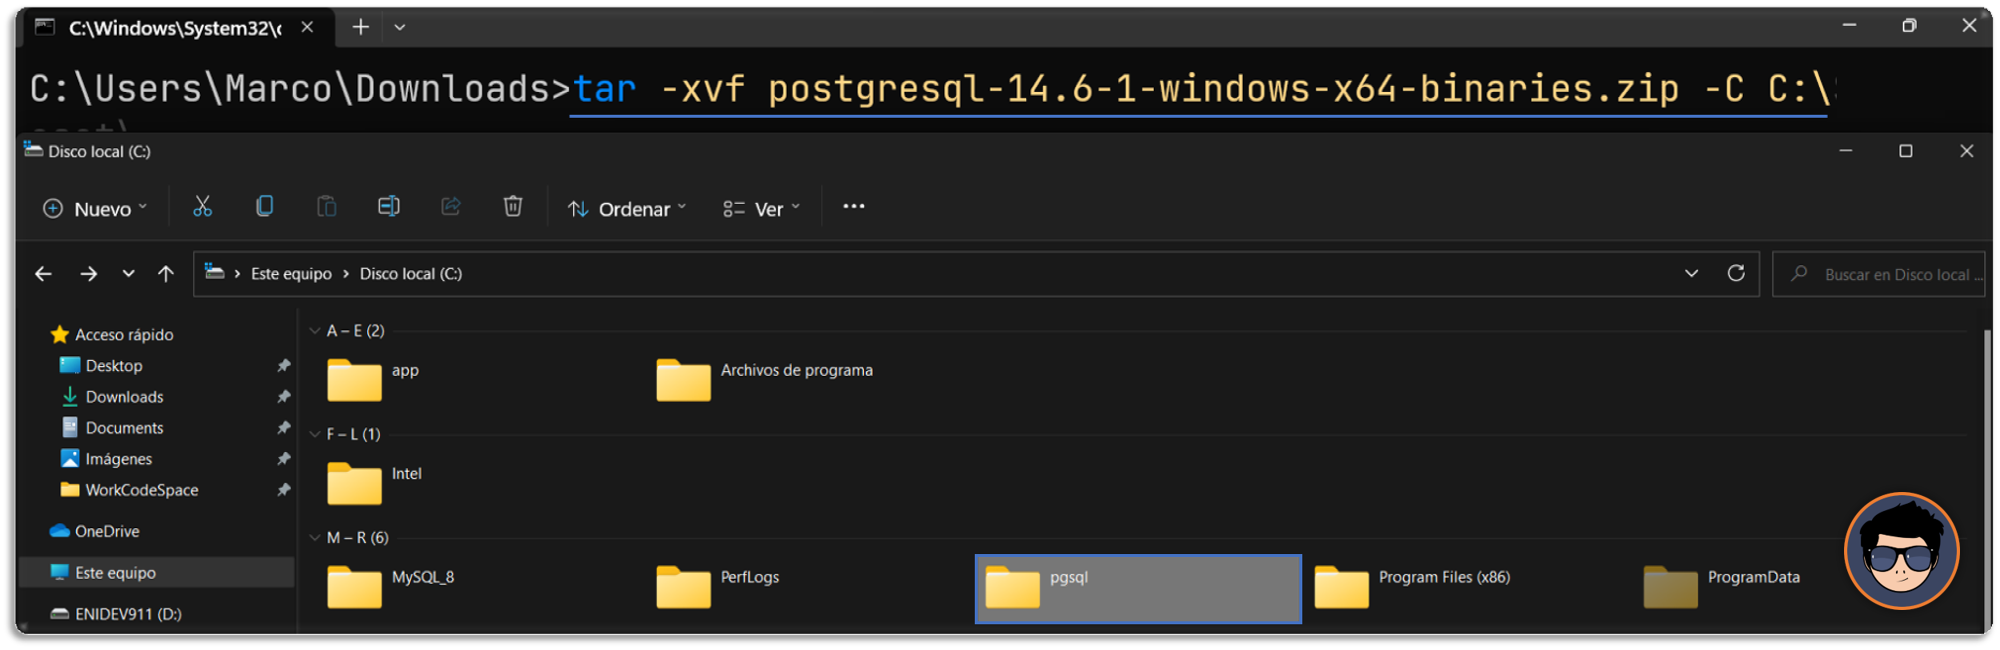 C:\Windows\System32\c
C:\Users\Marco\Downloads>tar -xvf postgresql-14.6-1-windows-x64-binaries.zip -C C:\
Disco local (C:)
Nuevo
Ordenar
Ver
Este equipo > Disco local (C:)
Buscar en Disco local ...
Acceso rápido
Desktop
Downloads
Documents
Imágenes
WorkCodeSpace
OneDrive
Este equipo
ENIDEV911 (D:)
A – E (2)
app
Archivos de programa
F – L (1)
Intel
M – R (6)
MySQL_8
PerfLogs
pgsql
Program Files (x86)
ProgramData